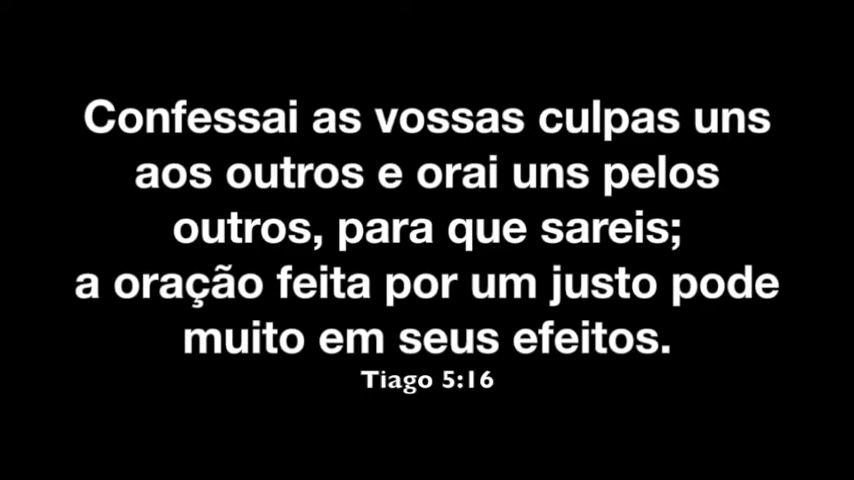 Confessai as vossas culpas uns
aos outros e orai uns pelos
outros, para que sareis;
a oração feita por um justo pode
muito em seus efeitos.
Tiago 5:16